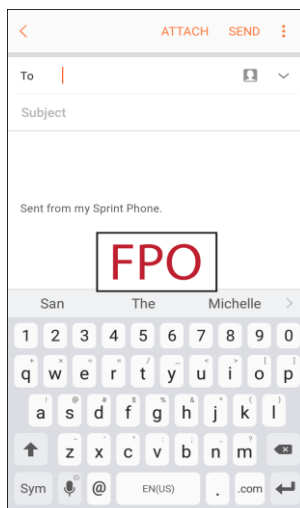 ATTACH SEND
To
Subject
Sent from my Sprint Phone.
FPO
San The Michelle
1 2 3 4 5 6 7 8 9 0
q w e r t y u i o p
a s d f g h j k l
z x c v b n m
Sym @ EN(US) . .com